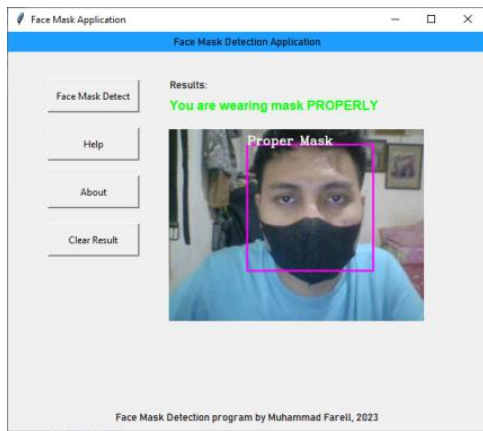 Face Mask Application
Face Mask Detection Application
Face Mask Detect
Help
About
Clear Result
Results:
You are wearing mask PROPERLY
Proper Mask
Face Mask Detection program by Muhammad Farell, 2023